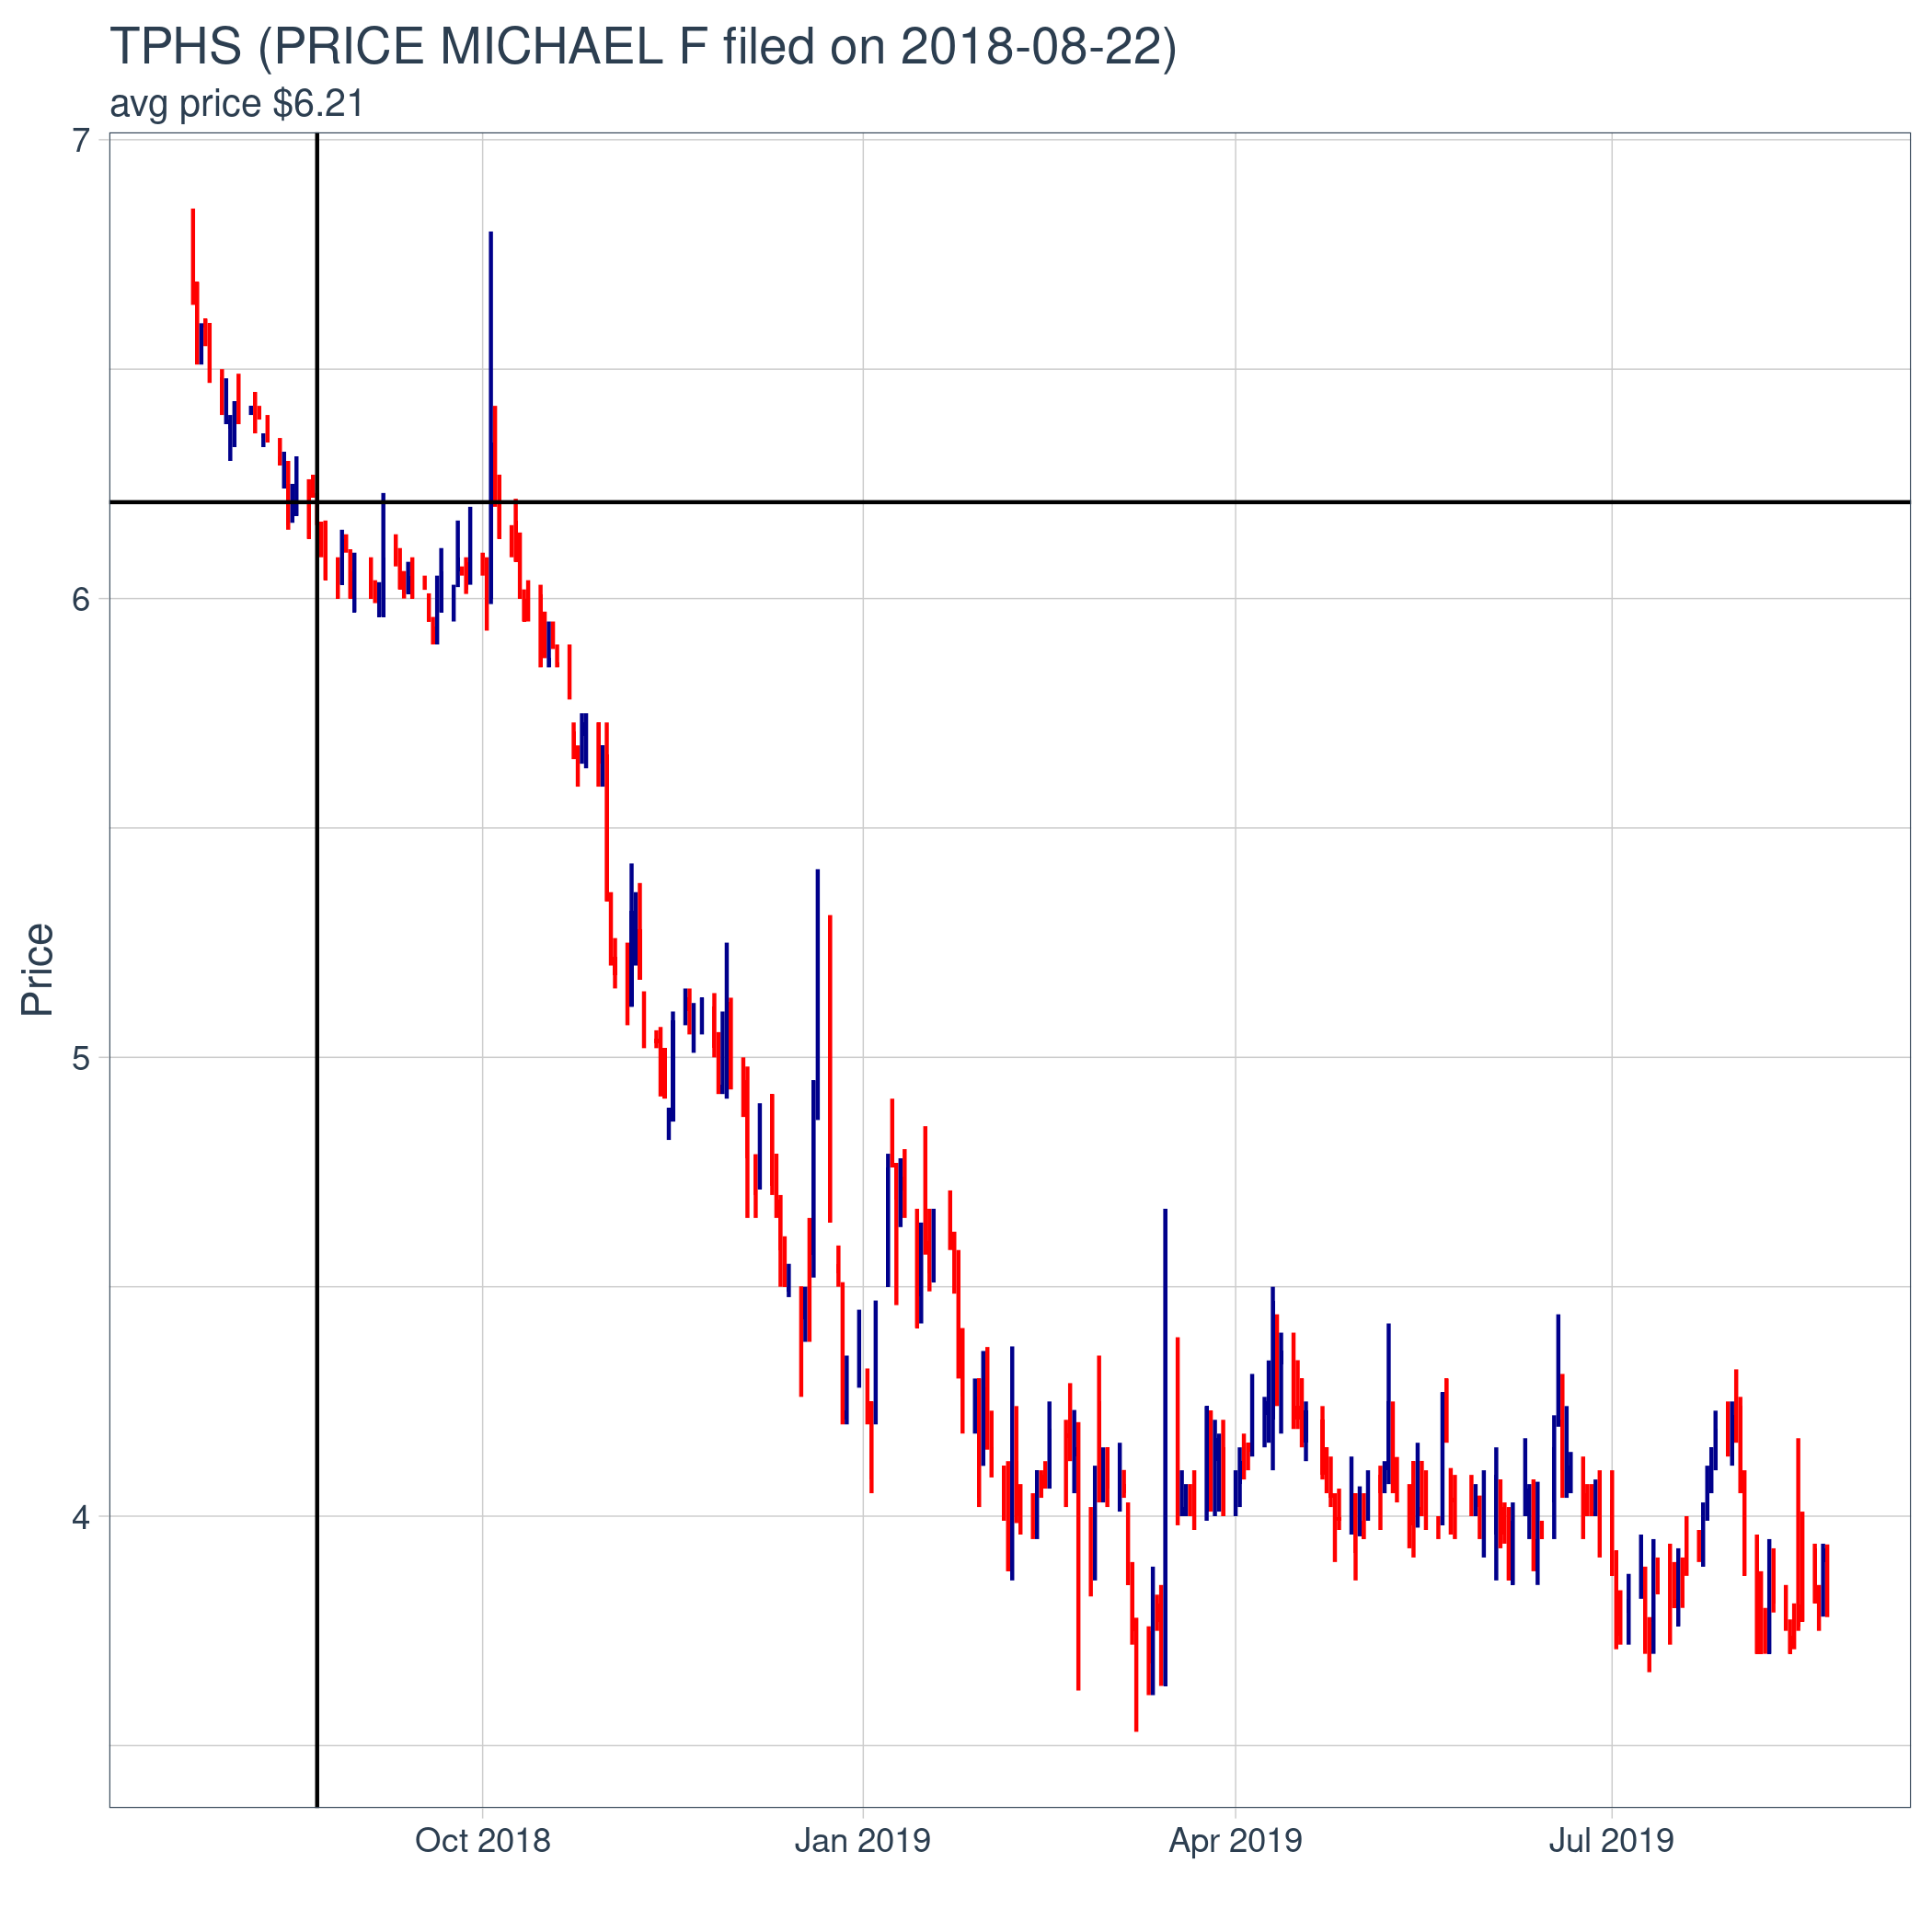 TPHS (PRICE MICHAEL F filed on 2018-08-22)
avg price $6.21
7
6
5
4
Price
Oct 2018
Jan 2019
Apr 2019
Jul 2019